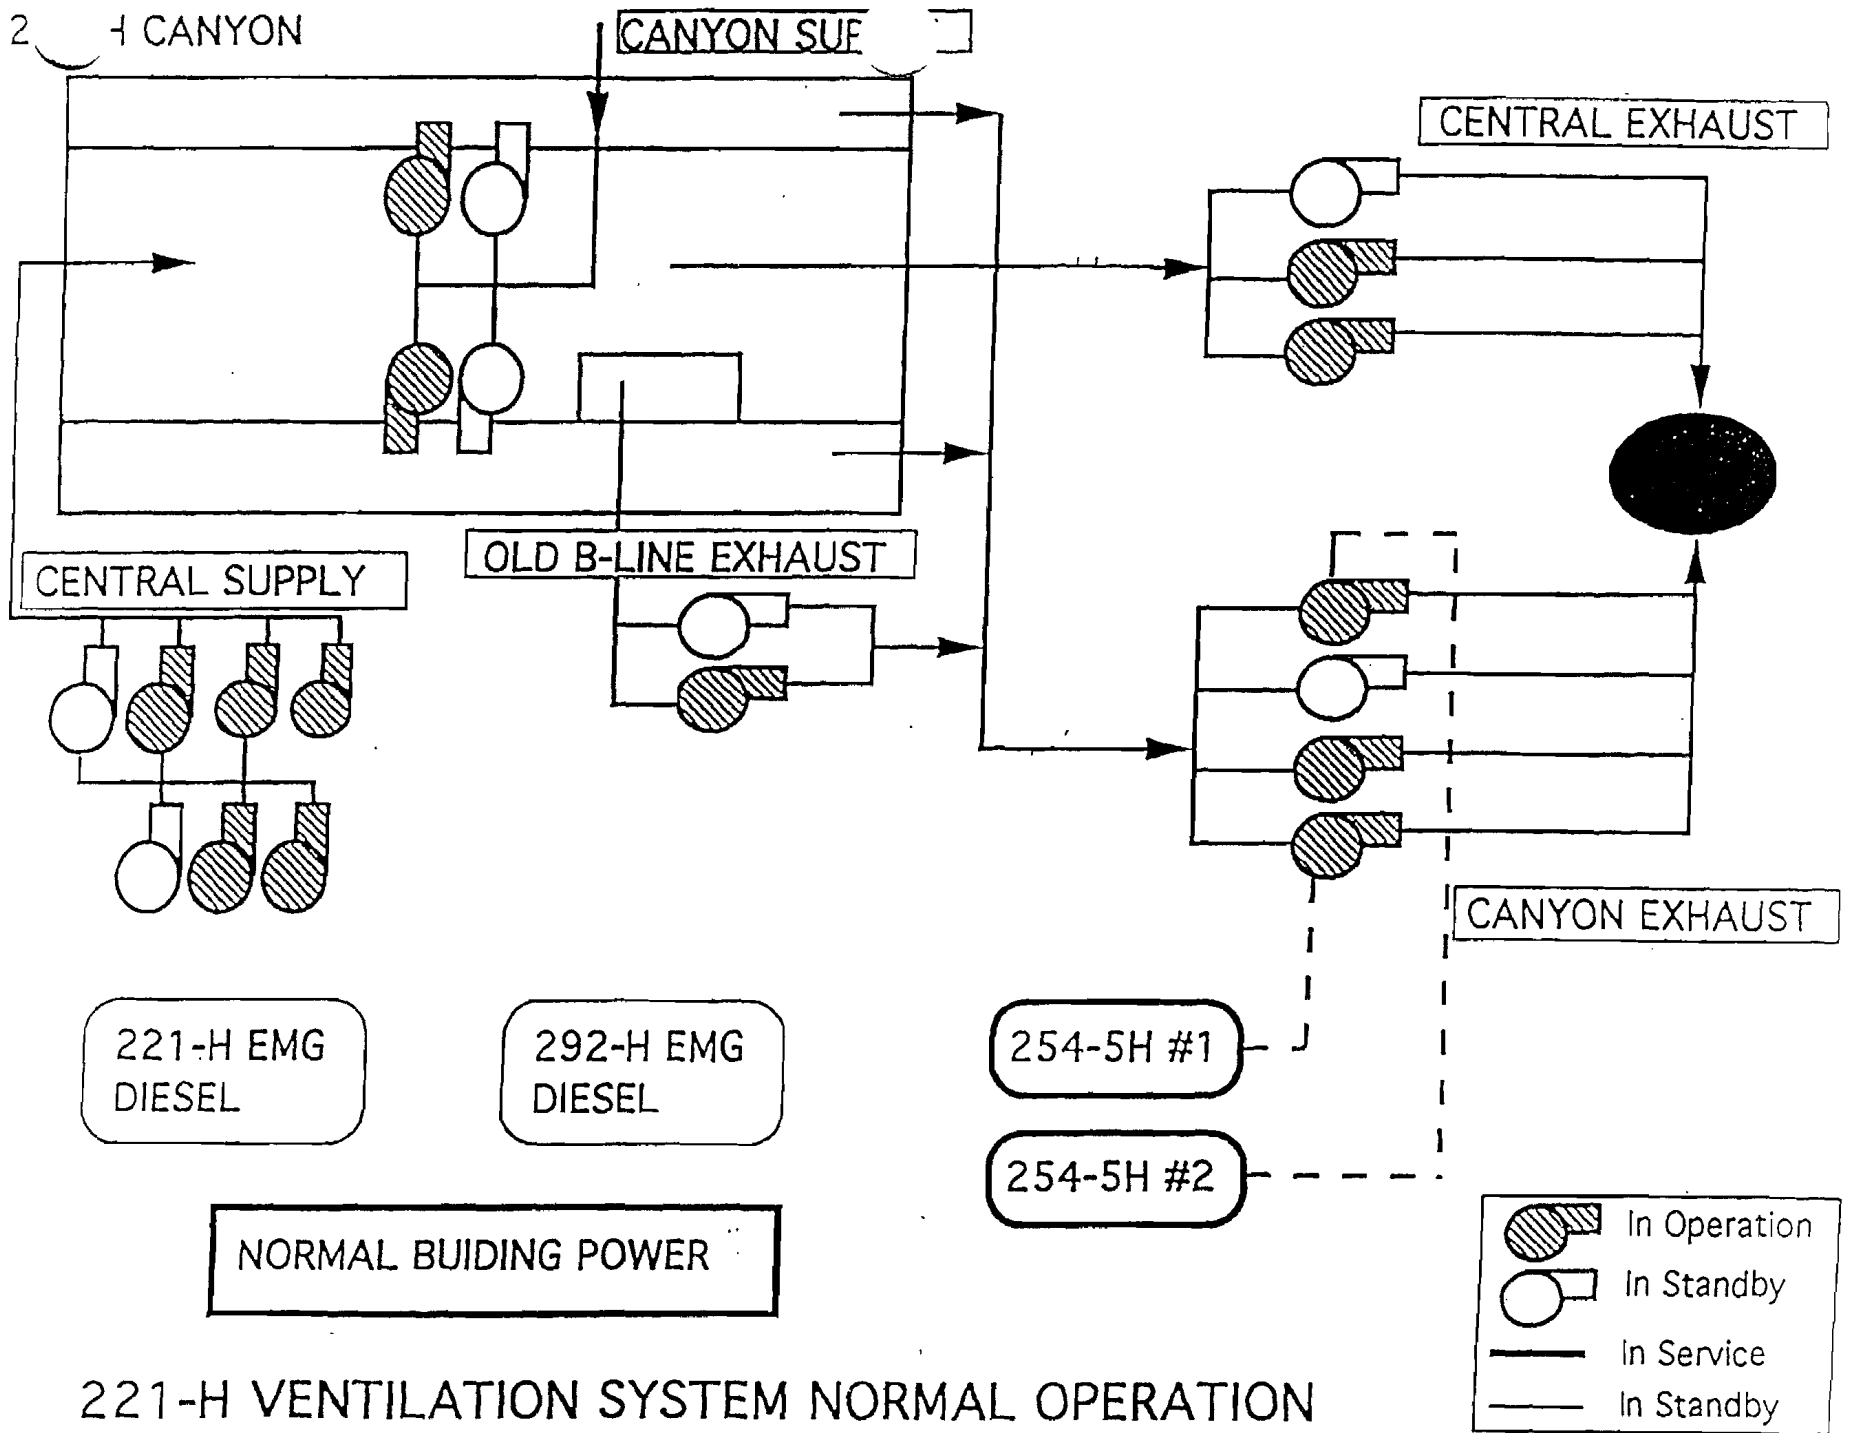 CANYON
CANYON
CENTRAL EXHAUST
OLD B-LINE EXHAUST
CENTRAL SUPPLY
CANYON EXHAUST
221-H EMG
DIESEL
292-H EMG
DIESEL
254-5H #1
254-5H #2
NORMAL BUIDING POWER
In Operation
In Standby
In Service
In Standby
221-H VENTILATION SYSTEM NORMAL OPERATION